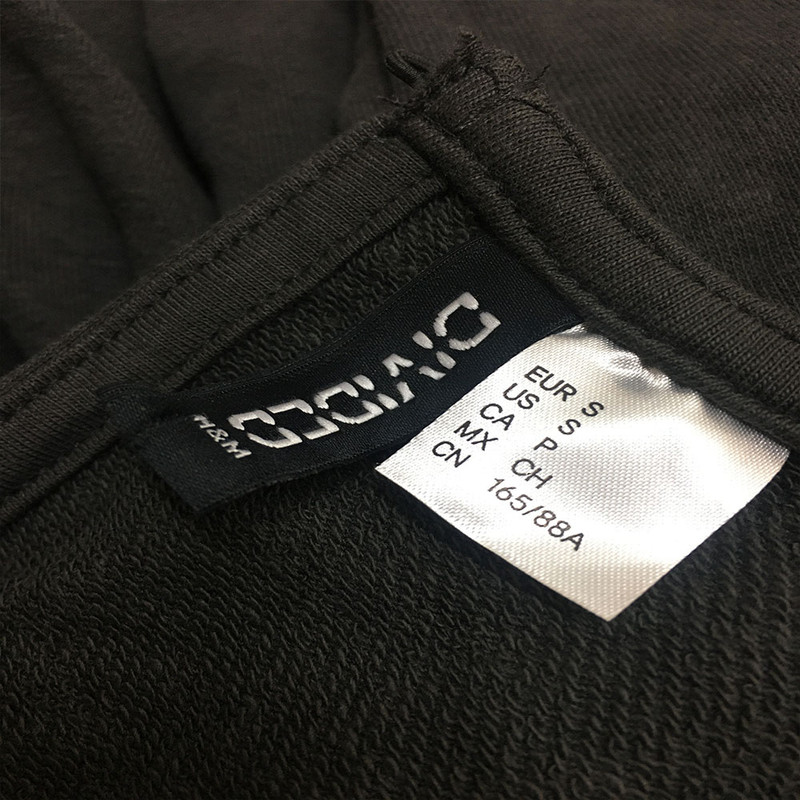 DIVIDED
H&M
EUR S
US S
CA P
MX CH
CN 165/88A